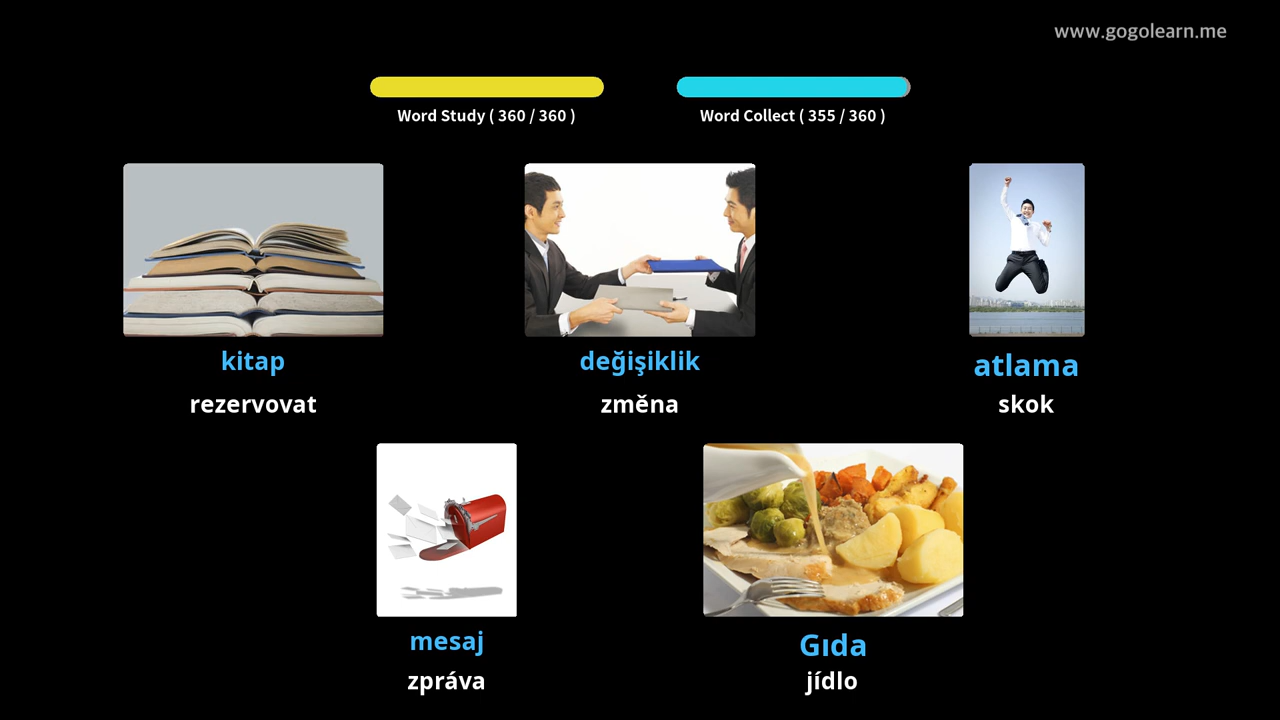 www.gogolearn.me
Word Study ( 360 / 360 )
Word Collect ( 355 / 360 )
kitap
rezervovat
değişiklik
změna
atlama
skok
mesaj
zpráva
Gıda
jídlo